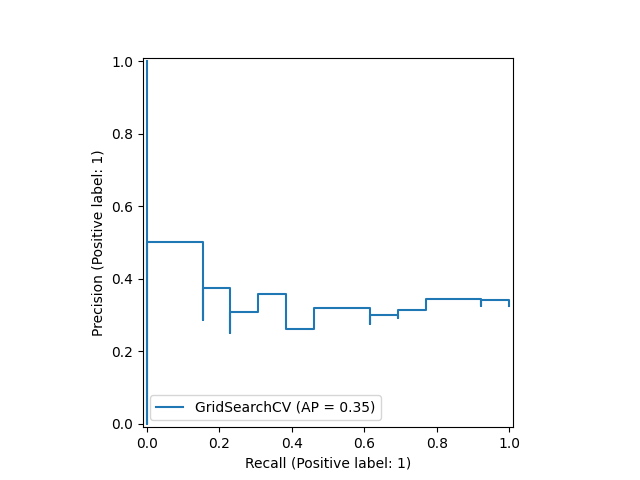 1.0
0.8
0.6
0.4
0.2
0.0
Precision (Positive label: 1)
GridSearchCV (AP = 0.35)
0.0 0.2 0.4 0.6 0.8 1.0
Recall (Positive label: 1)